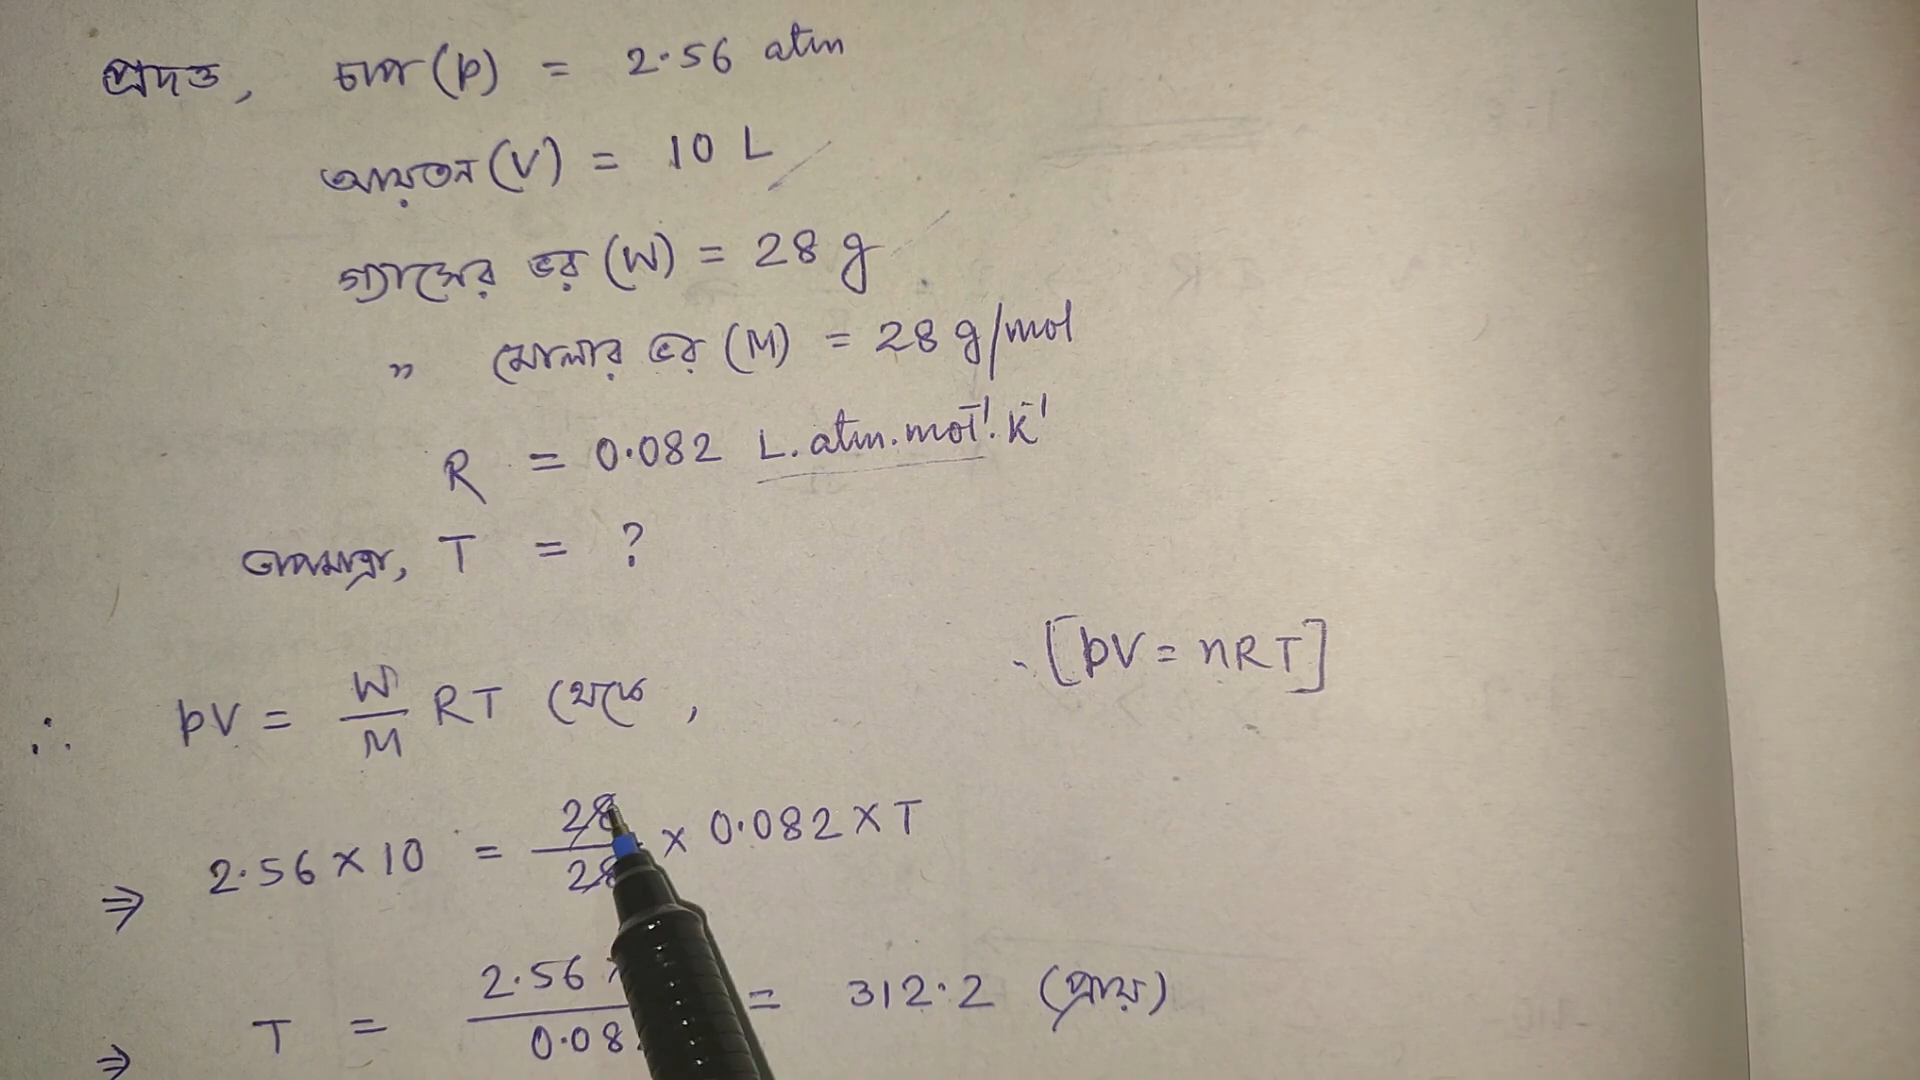 প্রদত্ত, চাপ (p) = 2.56 atm
আয়তন (V) = 10 L
গ্যাসের ভর (W) = 28 g
" মোলার ভর (M) = 28 g/mol
R = 0.082 L.atm.mol⁻¹.K⁻¹
তাপমাত্রা, T = ?
∴ pV = W/M RT থেকে, [pV = nRT]
⇒ 2.56 × 10 = 28/28 × 0.082 × T
⇒ T = 2.56 / 0.08 = 312.2 (প্রায়)